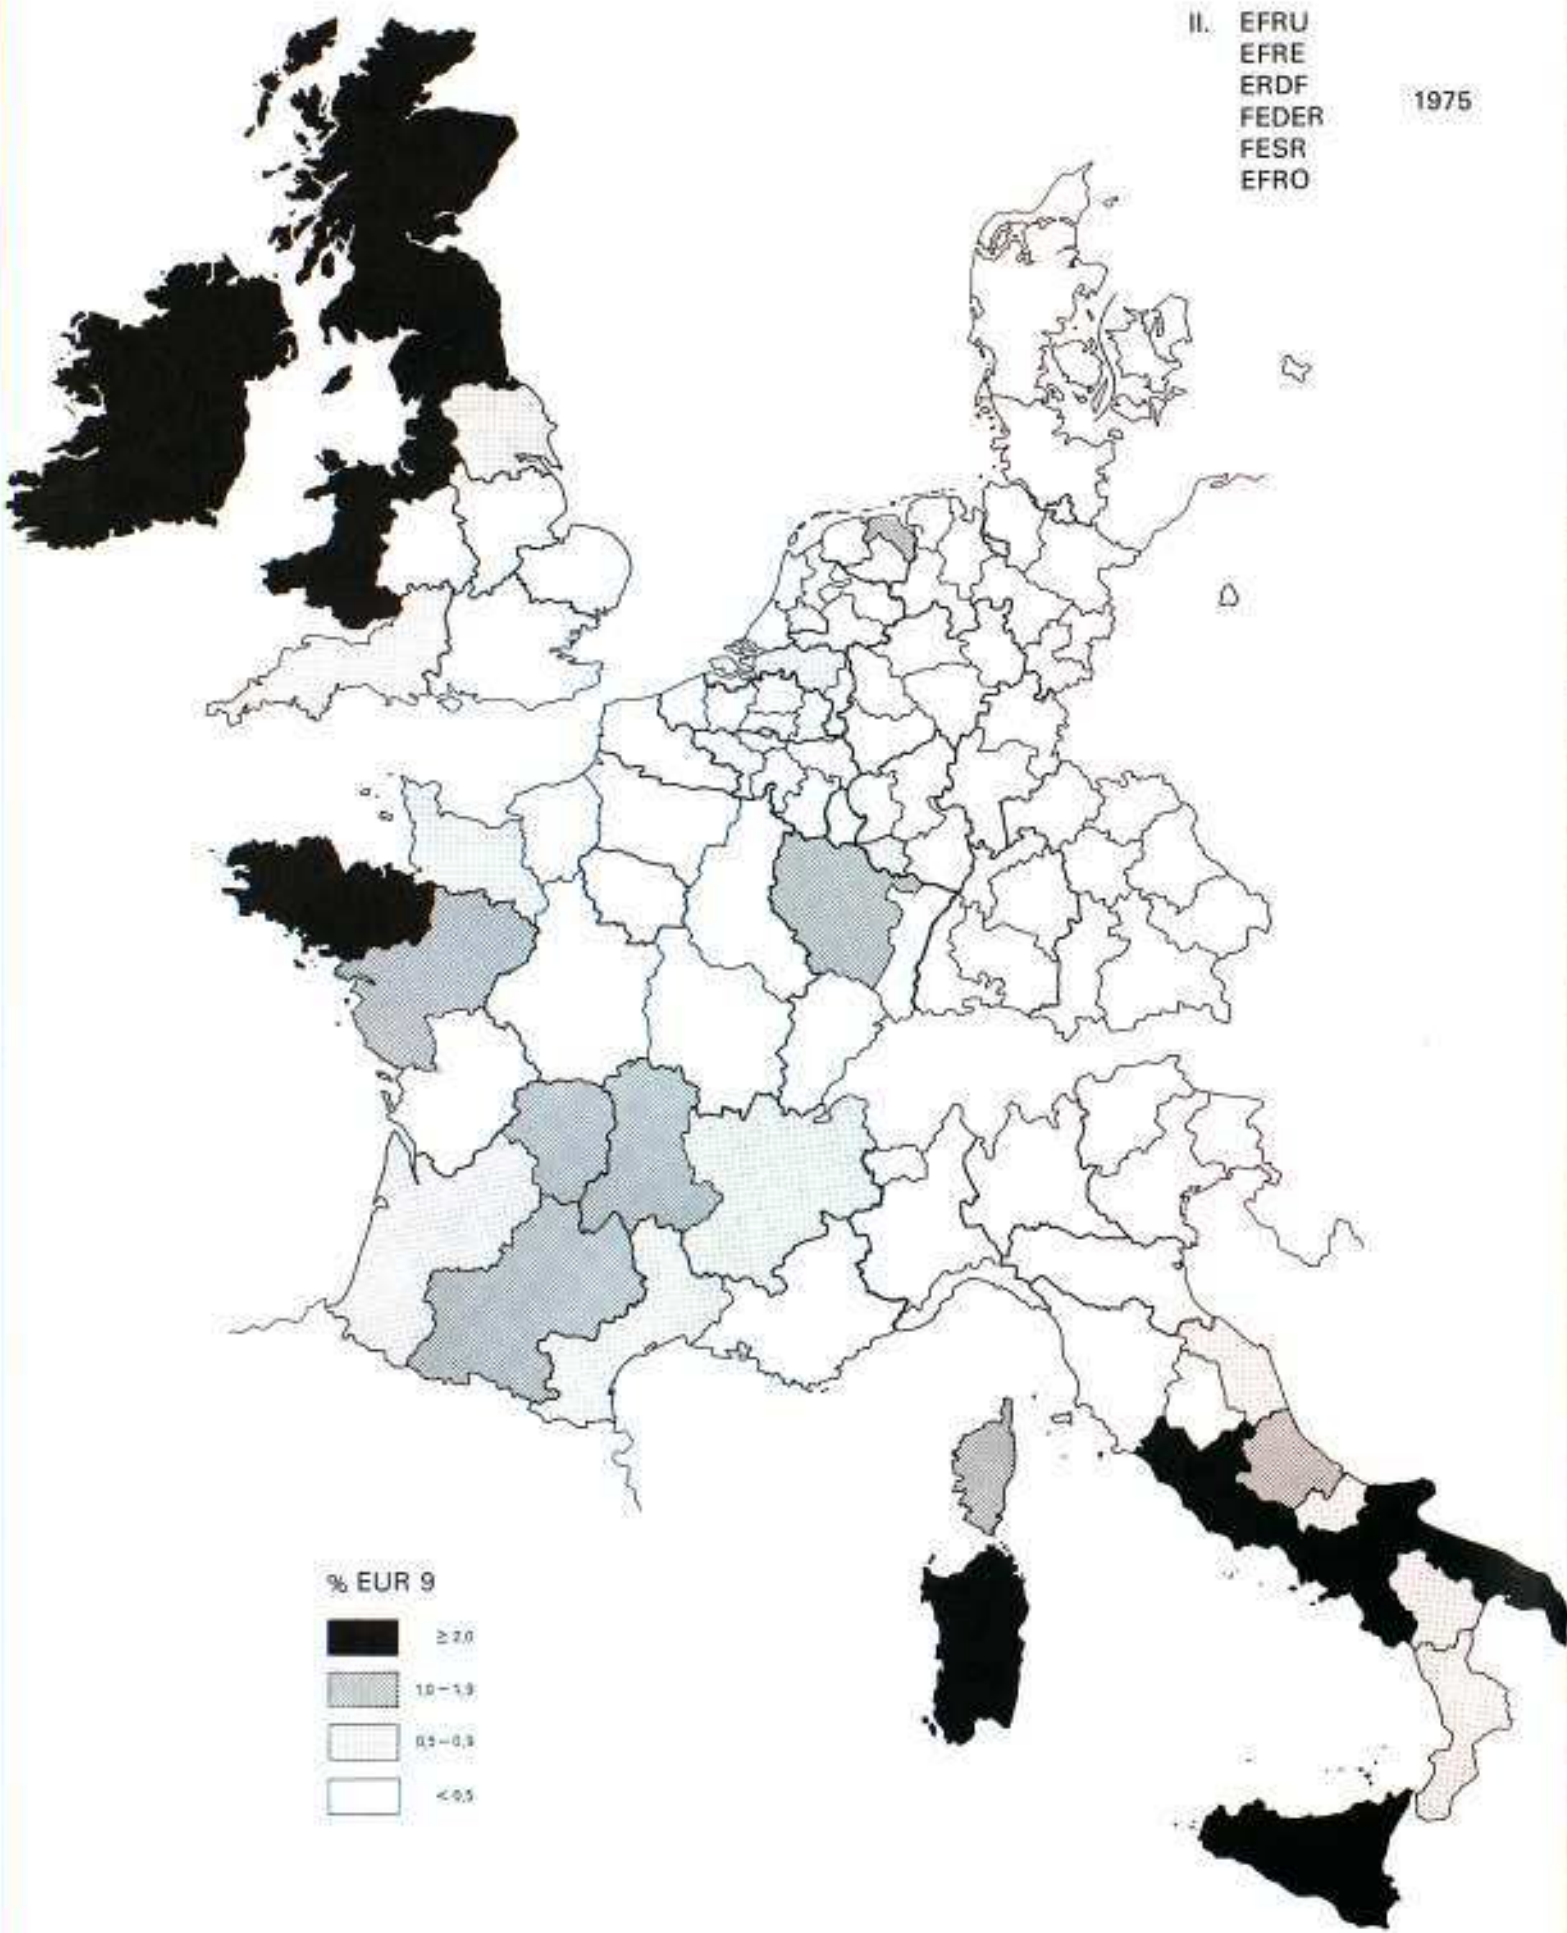 II. EFRU
EFRE
ERDF
FEDER
FESR
EFRO
1975
% EUR 9
≥ 2,0
1,0 – 1,9
0,5 – 0,9
< 0,5